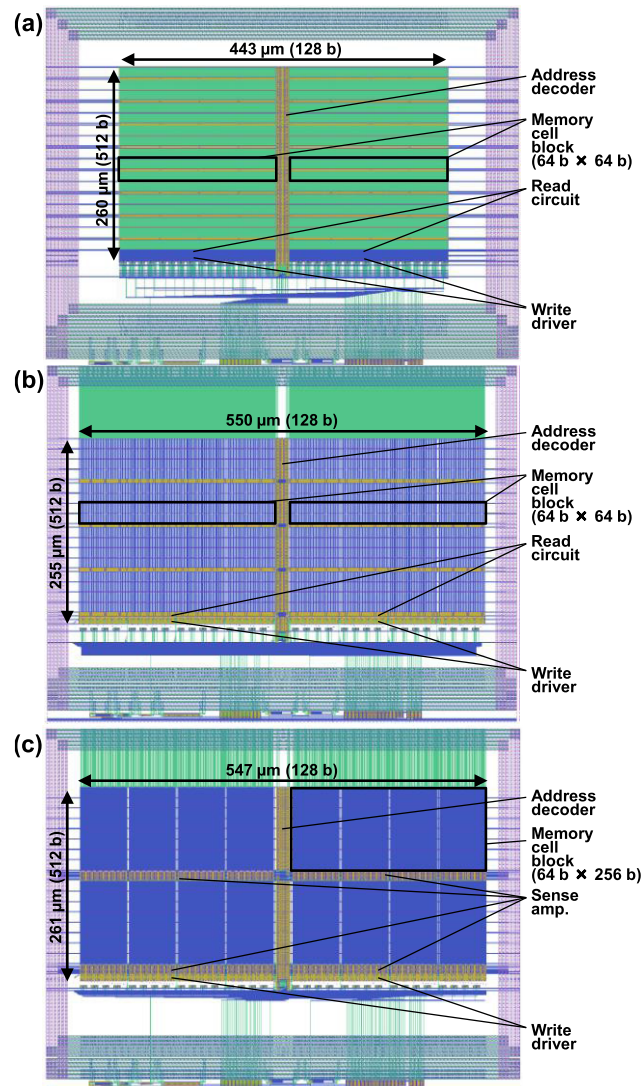 (a)
443 µm (128 b)
260 µm (512 b)
Address
decoder
Memory
cell
block
(64 b × 64 b)
Read
circuit
Write
driver
(b)
550 µm (128 b)
255 µm (512 b)
Address
decoder
Memory
cell
block
(64 b × 64 b)
Read
circuit
Write
driver
(c)
547 µm (128 b)
261 µm (512 b)
Address
decoder
Memory
cell
block
(64 b × 256 b)
Sense
amp.
Write
driver